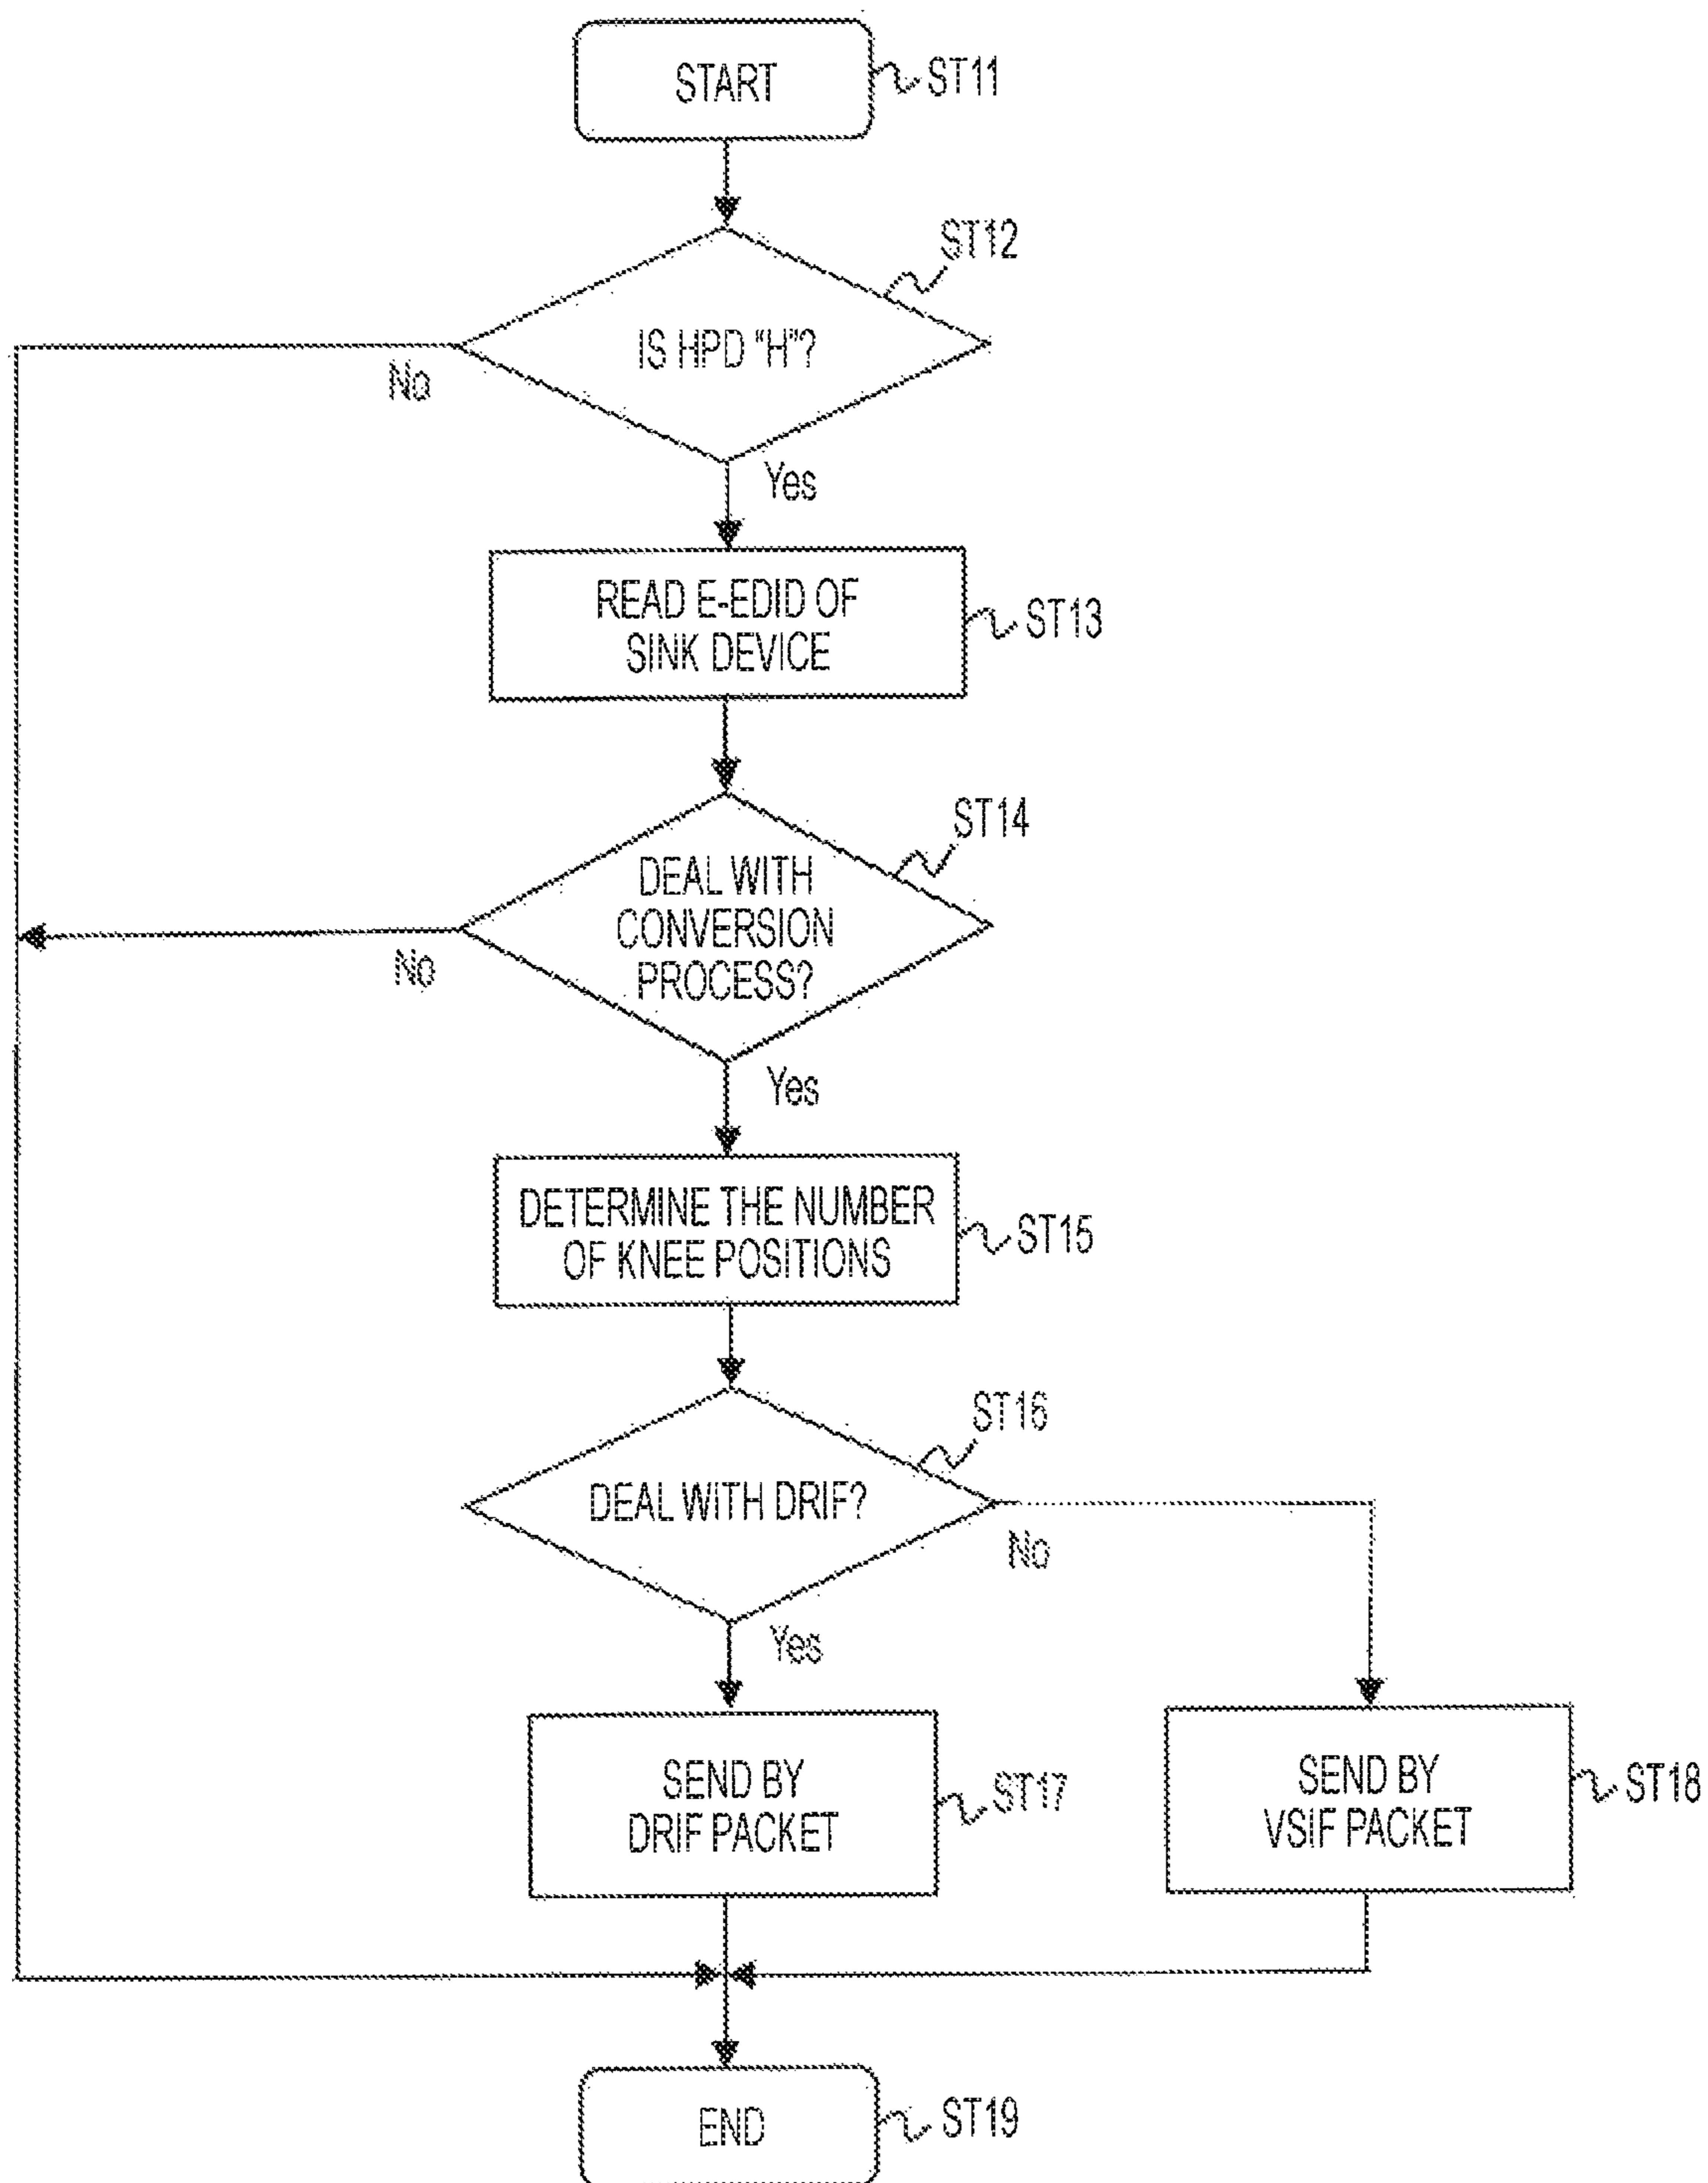 START
ST11
ST12
IS HPD "H"?
No
Yes
READ E-EDID OF
SINK DEVICE
ST13
ST14
DEAL WITH
CONVERSION
PROCESS?
No
Yes
DETERMINE THE NUMBER
OF KNEE POSITIONS
ST15
ST16
DEAL WITH DRIF?
No
Yes
SEND BY
DRIF PACKET
ST17
SEND BY
VSIF PACKET
ST18
END
ST19